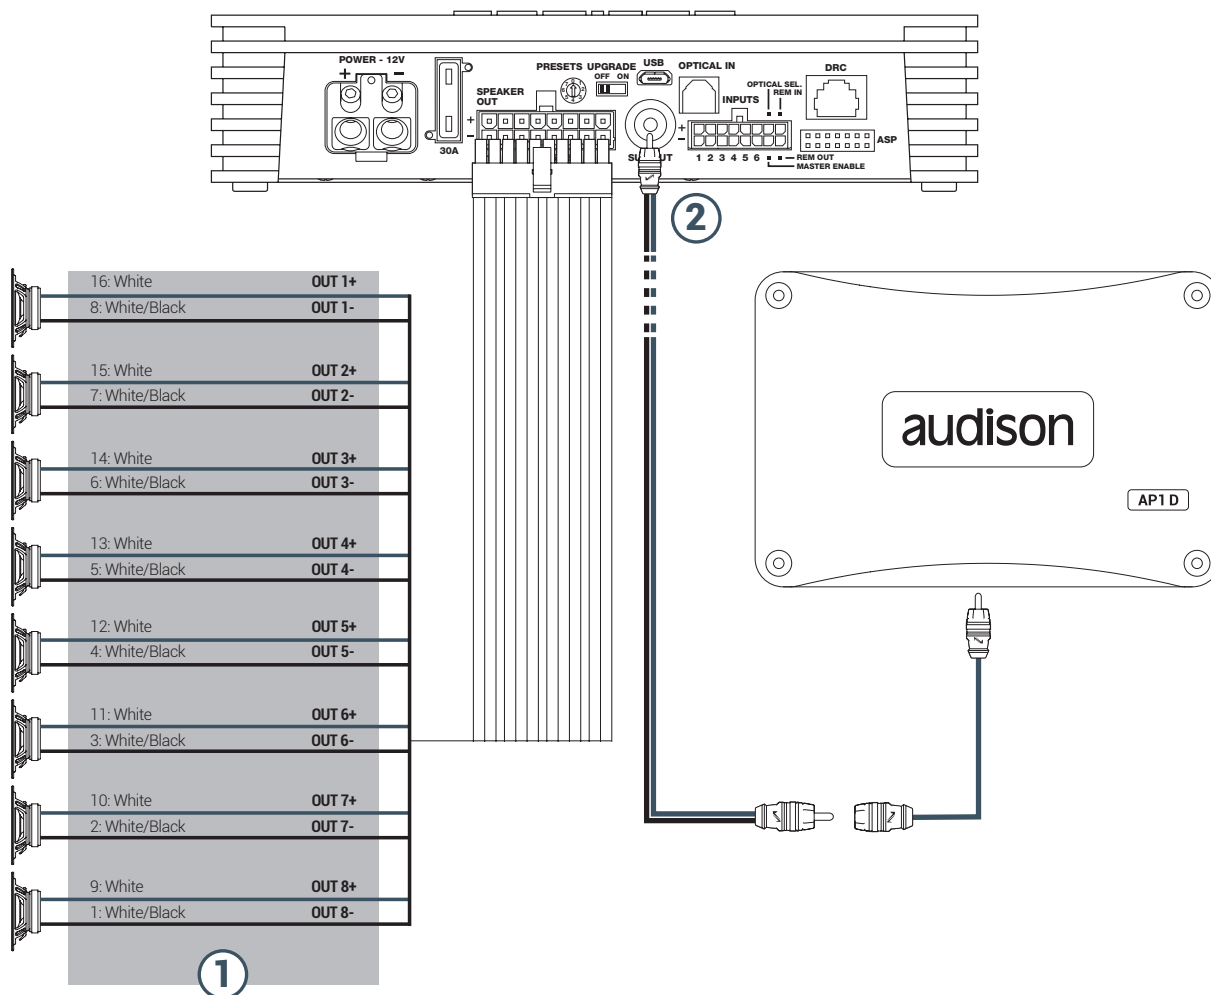 POWER - 12V
+ -
30A
SPEAKER
OUT
+
-
PRESETS
UPGRADE
OFF ON
USB
OPTICAL IN
OPTICAL SEL.
REM IN
INPUTS
+
-
1 2 3 4 5 6
REM OUT
MASTER ENABLE
DRC
ASP
2
16: White OUT 1+
8: White/Black OUT 1-
15: White OUT 2+
7: White/Black OUT 2-
14: White OUT 3+
6: White/Black OUT 3-
13: White OUT 4+
5: White/Black OUT 4-
12: White OUT 5+
4: White/Black OUT 5-
11: White OUT 6+
3: White/Black OUT 6-
10: White OUT 7+
2: White/Black OUT 7-
9: White OUT 8+
1: White/Black OUT 8-
1
audison
AP1 D